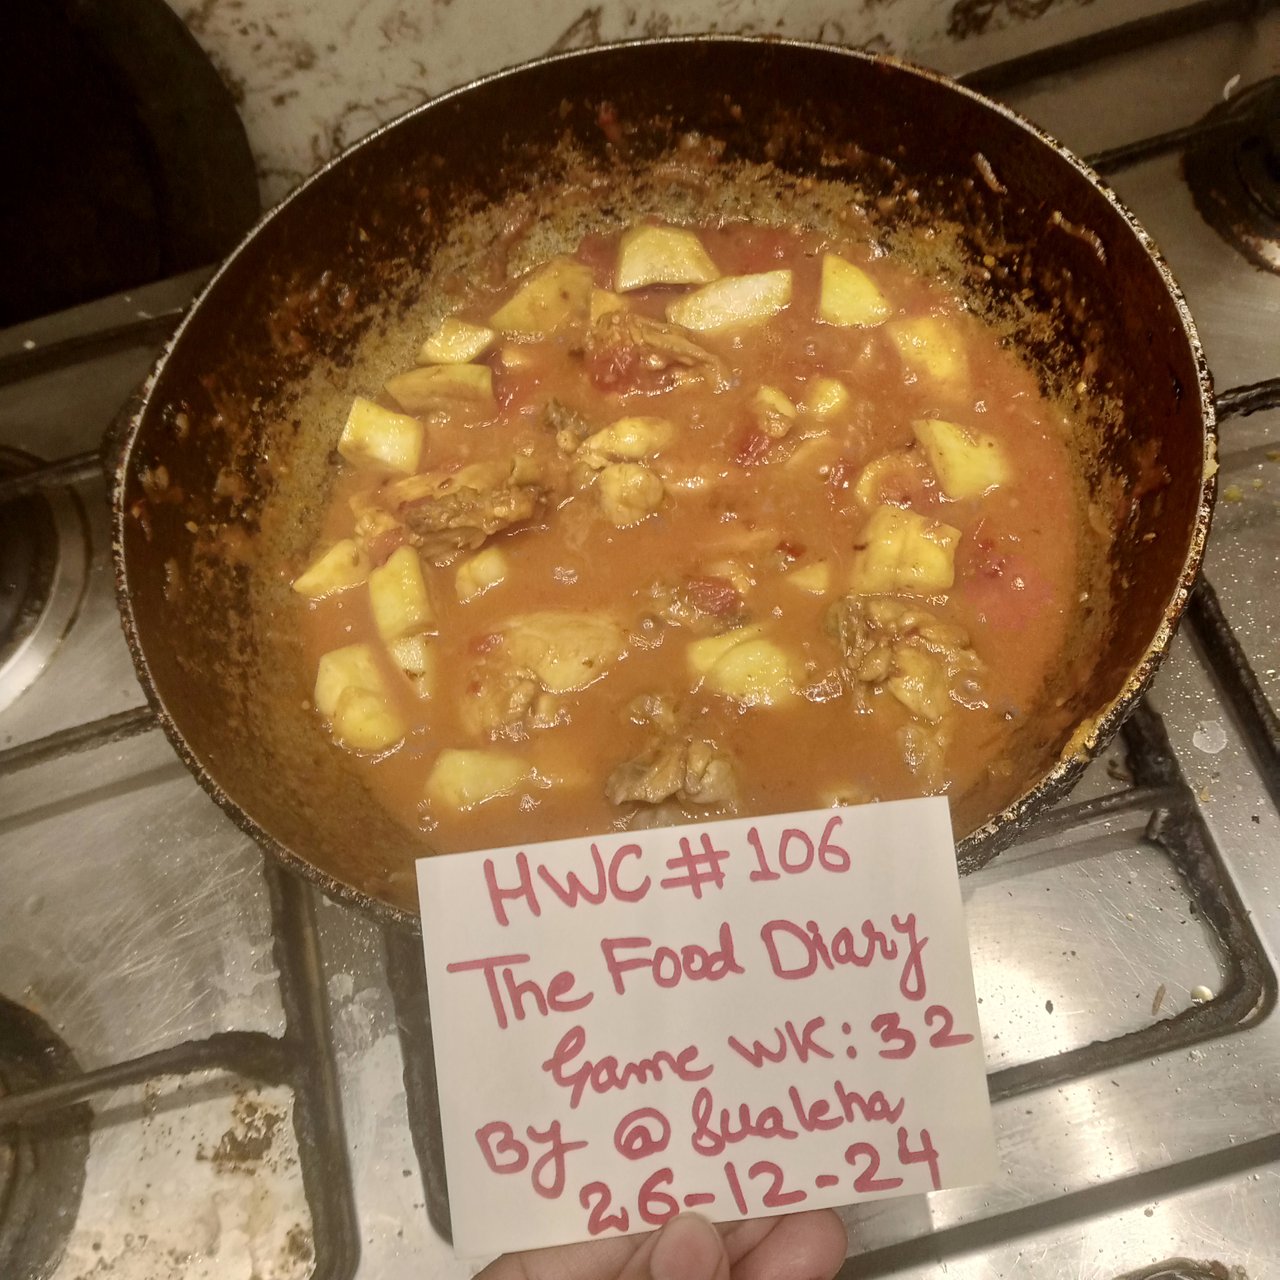 HWC # 106
The Food Diary
Game WK: 32
By @Sualeha
26-12-24